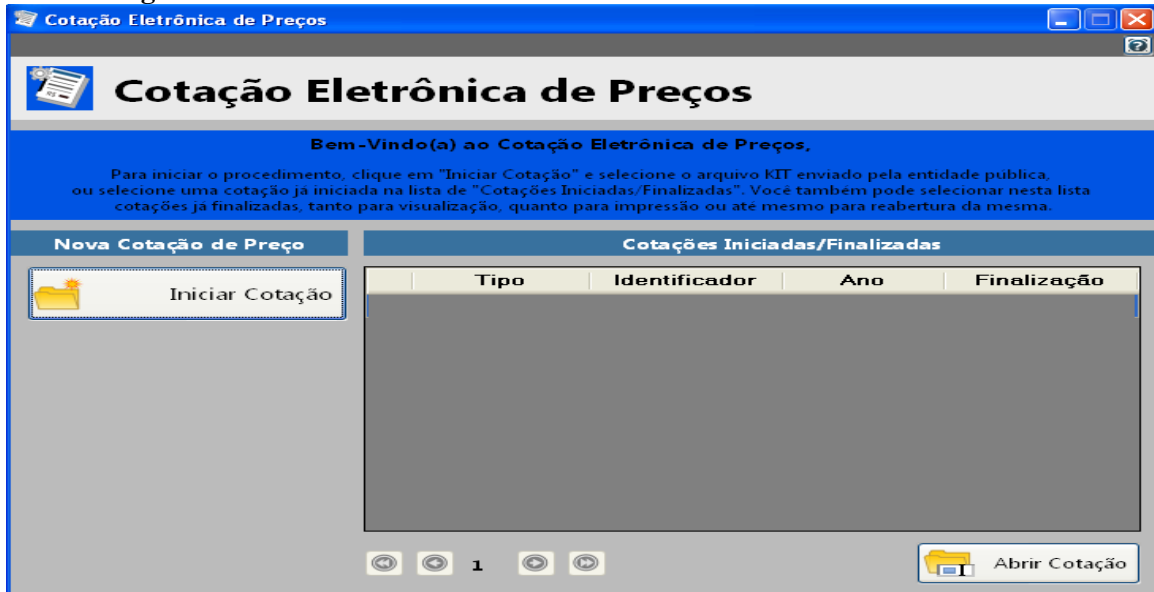 Cotação Eletrônica de Preços
Cotação Eletrônica de Preços
Bem-Vindo(a) ao Cotação Eletrônica de Preços,
Para iniciar o procedimento, clique em "Iniciar Cotação" e selecione o arquivo KIT enviado pela entidade publica,
ou selecione uma cotação já iniciada na lista de "Cotações Iniciadas/Finalizadas". Você também pode selecionar nesta lista
cotações já finalizadas, tanto para visualização, quanto para impressão ou até mesmo para reabertura da mesma.
Nova Cotação de Preço
Cotações Iniciadas/Finalizadas
Iniciar Cotação
Tipo Identificador Ano Finalização
1
Abrir Cotação